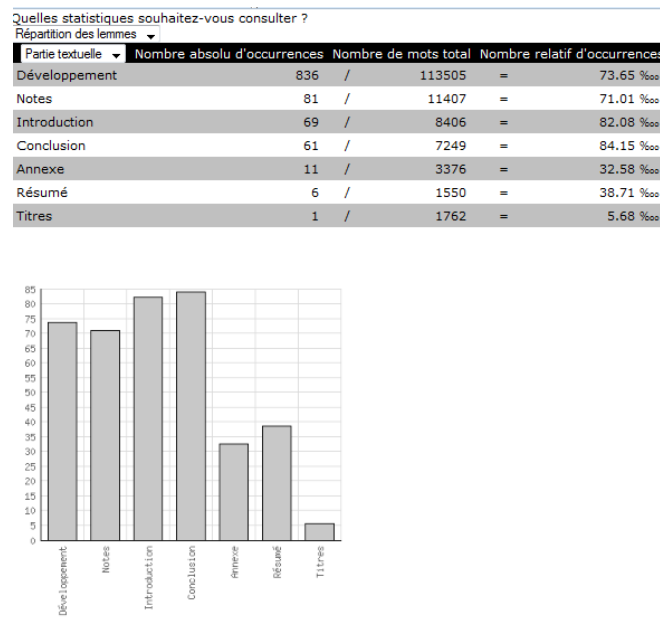 Quelles statistiques souhaitez-vous consulter ?
Répartition des lemmes
Partie textuelle Nombre absolu d'occurrences Nombre de mots total Nombre relatif d'occurrences
Développement 836 / 113505 = 73.65 ‱
Notes 81 / 11407 = 71.01 ‱
Introduction 69 / 8406 = 82.08 ‱
Conclusion 61 / 7249 = 84.15 ‱
Annexe 11 / 3376 = 32.58 ‱
Résumé 6 / 1550 = 38.71 ‱
Titres 1 / 1762 = 5.68 ‱
85
80
75
70
65
60
55
50
45
40
35
30
25
20
15
10
5
0
Développement
Notes
Introduction
Conclusion
Annexe
Résumé
Titres